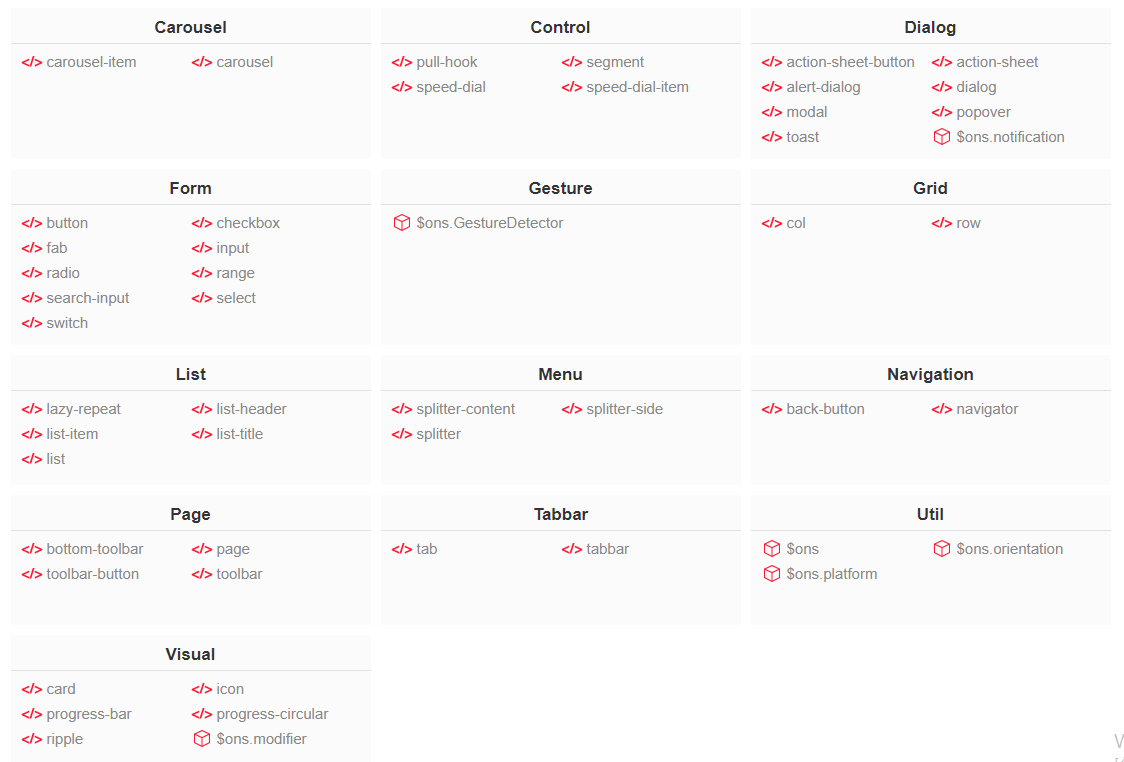 Carousel
carousel-item carousel
Control
pull-hook segment
speed-dial speed-dial-item
Dialog
action-sheet-button action-sheet
alert-dialog dialog
modal popover
toast $ons.notification
Form
button checkbox
fab input
radio range
search-input select
switch
Gesture
$ons.GestureDetector
Grid
col row
List
lazy-repeat list-header
list-item list-title
list
Menu
splitter-content splitter-side
splitter
Navigation
back-button navigator
Page
bottom-toolbar page
toolbar-button toolbar
Tabbar
tab tabbar
Util
$ons $ons.orientation
$ons.platform
Visual
card icon
progress-bar progress-circular
ripple $ons.modifier